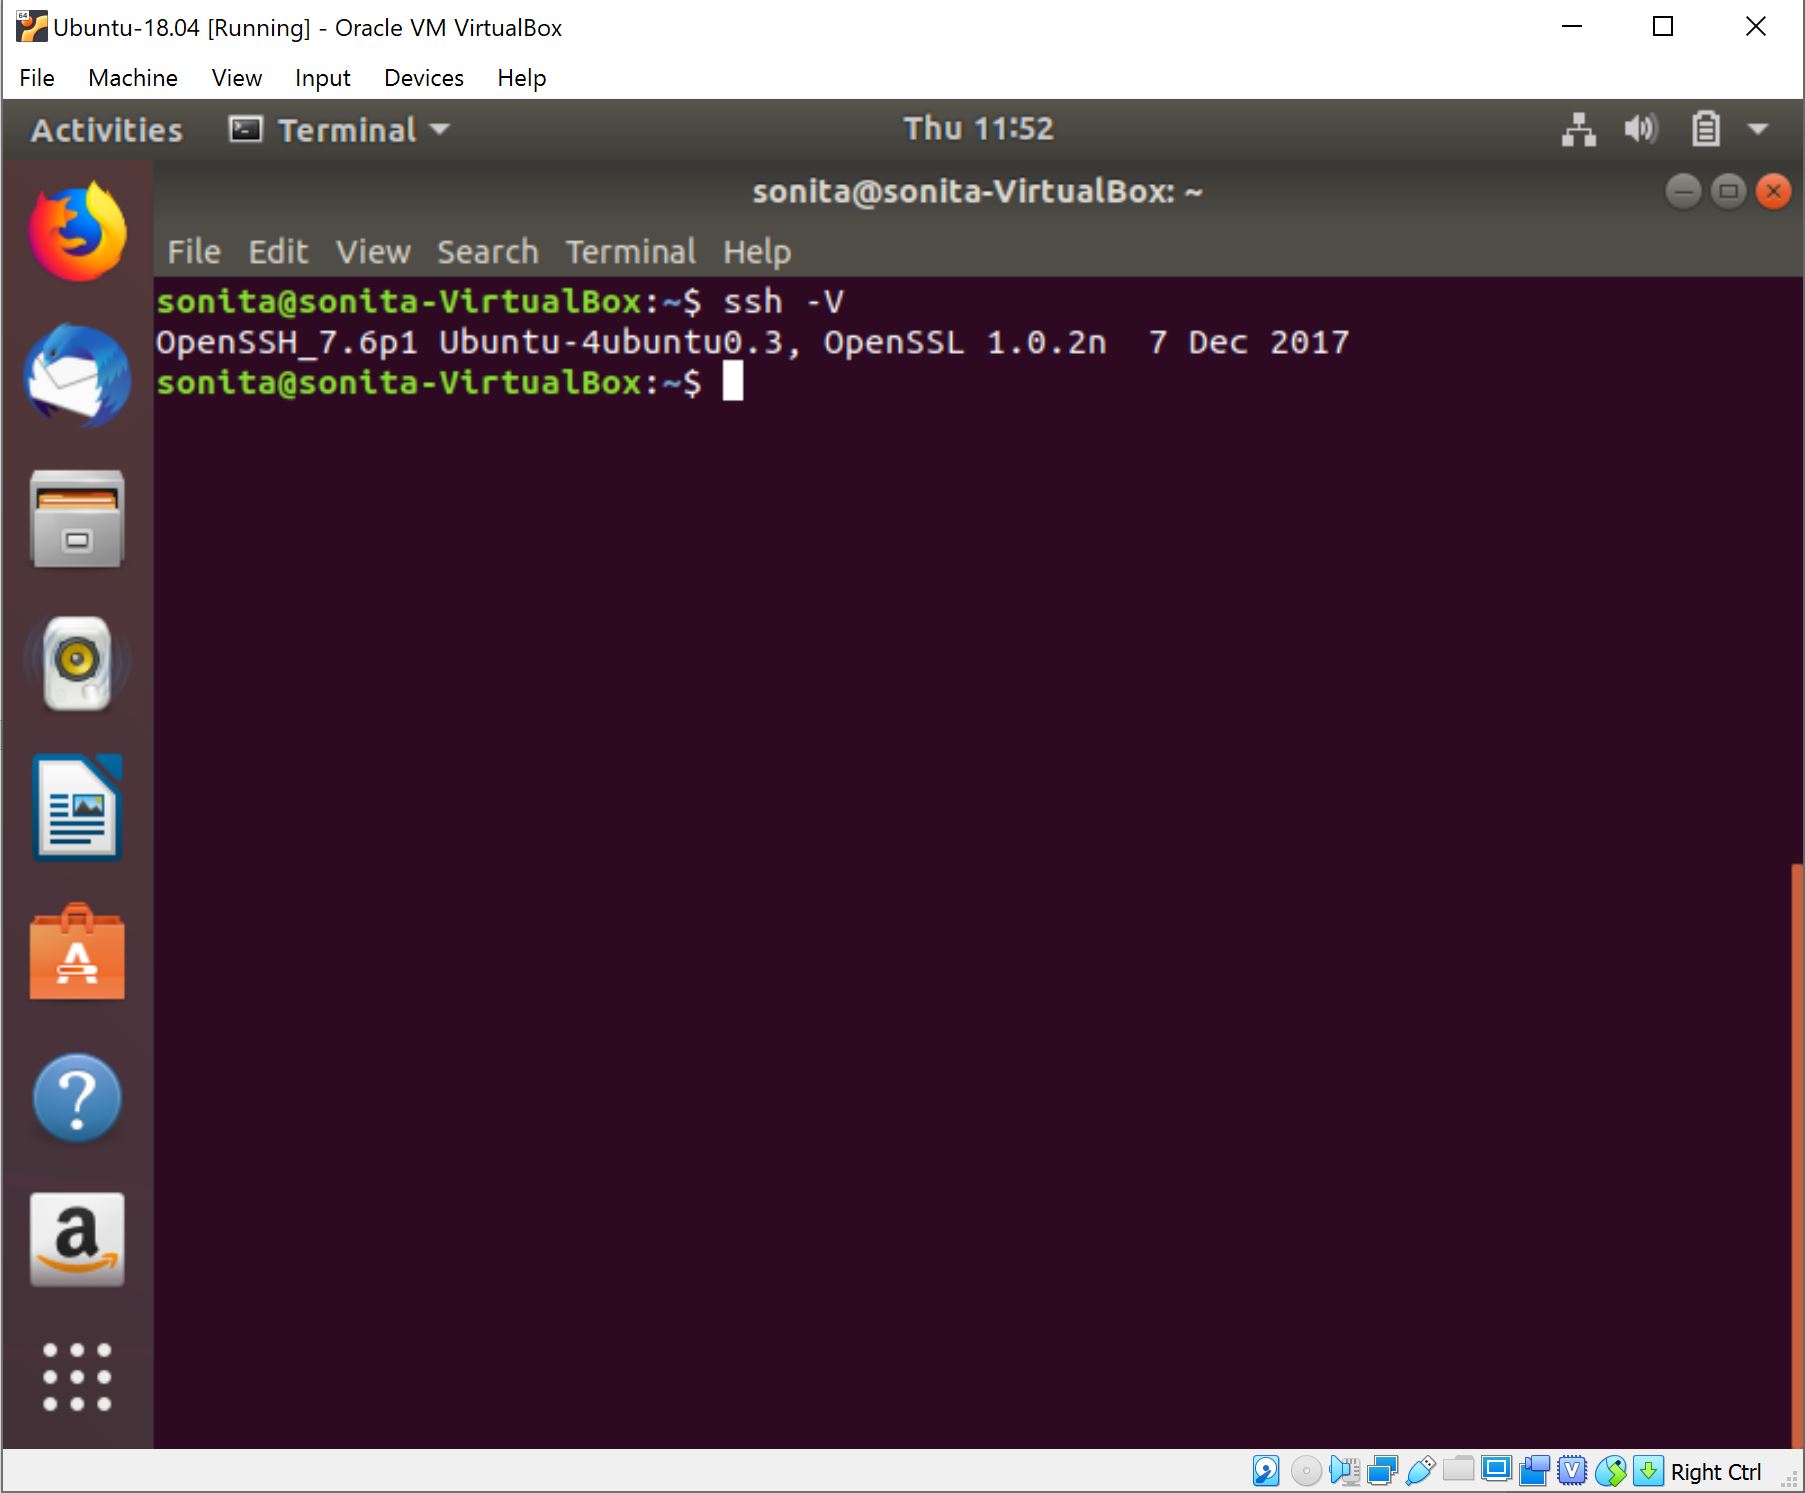 64
Ubuntu-18.04 [Running] - Oracle VM VirtualBox
File Machine View Input Devices Help
Activities Terminal Thu 11:52
sonita@sonita-VirtualBox: ~
File Edit View Search Terminal Help
sonita@sonita-VirtualBox:~$ ssh -V
OpenSSH_7.6p1 Ubuntu-4ubuntu0.3, OpenSSL 1.0.2n  7 Dec 2017
sonita@sonita-VirtualBox:~$
Right Ctrl